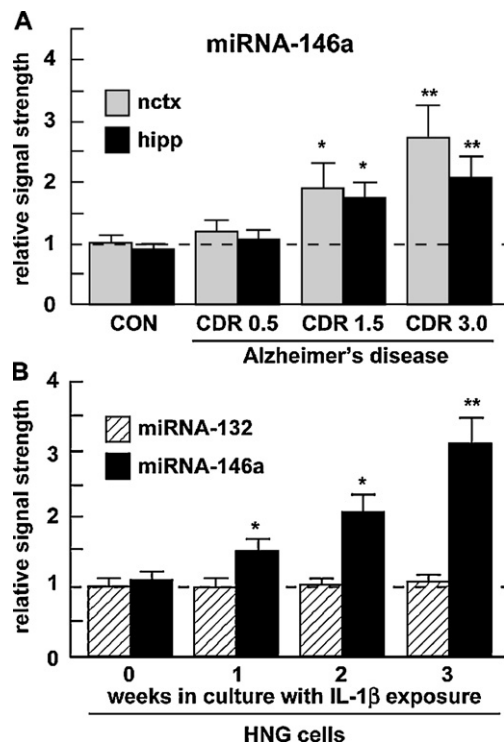 A
miRNA-146a
relative signal strength
4
3
2
1
0
nctx
hipp
*
*
**
**
CON
CDR 0.5
CDR 1.5
CDR 3.0
Alzheimer's disease
B
relative signal strength
4
3
2
1
0
miRNA-132
miRNA-146a
*
*
**
0
1
2
3
weeks in culture with IL-1β exposure
HNG cells